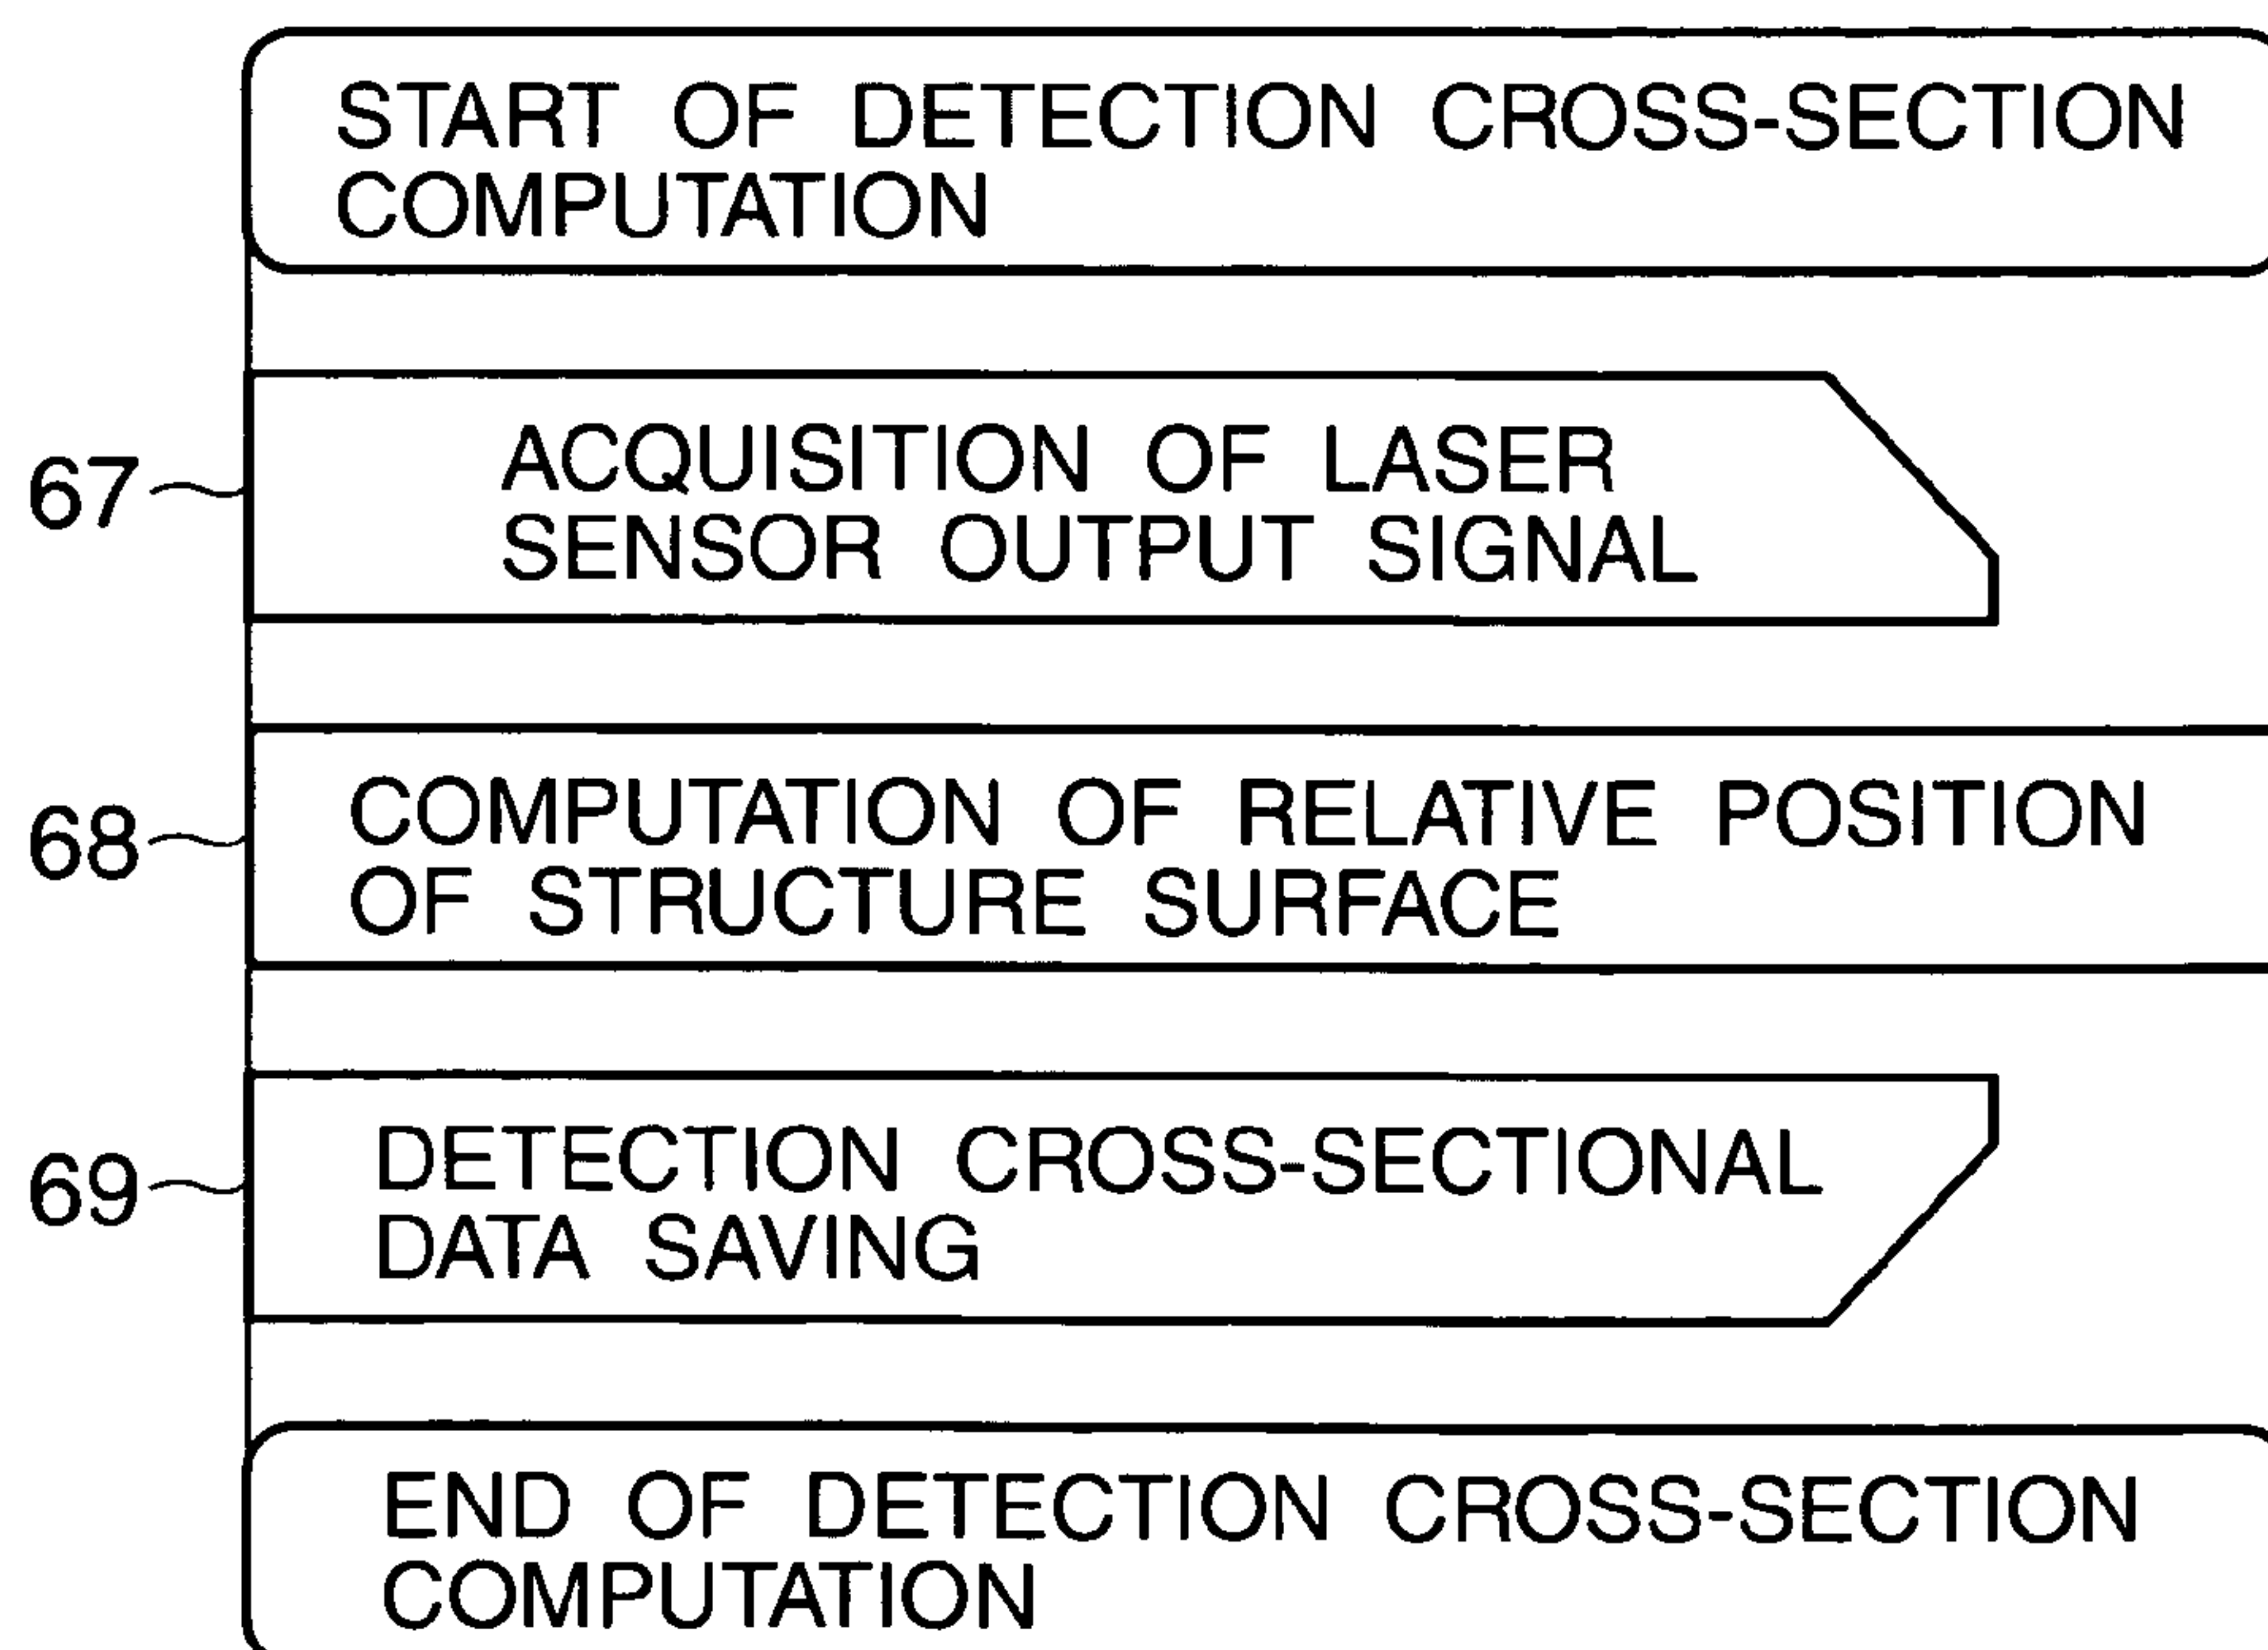 START OF DETECTION CROSS-SECTION
COMPUTATION
67
ACQUISITION OF LASER
SENSOR OUTPUT SIGNAL
68
COMPUTATION OF RELATIVE POSITION
OF STRUCTURE SURFACE
69
DETECTION CROSS-SECTIONAL
DATA SAVING
END OF DETECTION CROSS-SECTION
COMPUTATION